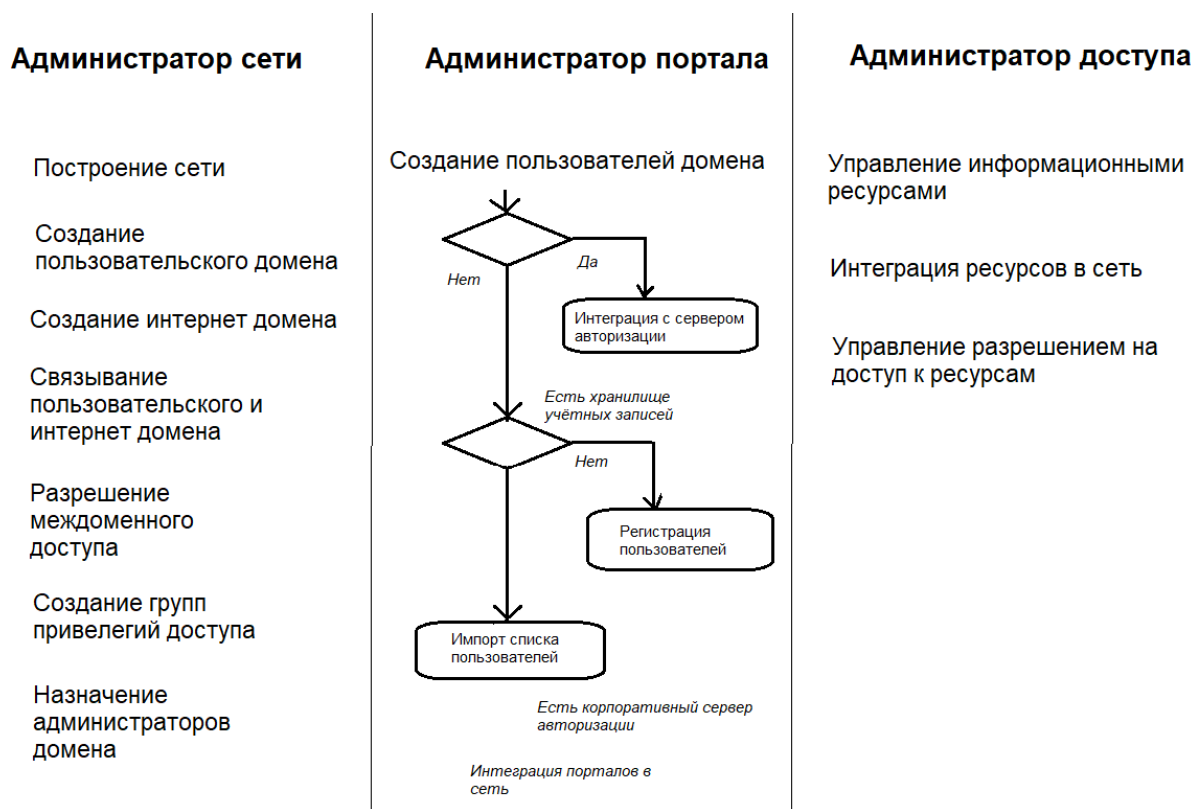 Администратор сети
Построение сети
Создание
пользовательского домена
Создание интернет домена
Связывание
пользовательского и
интернет домена
Разрешение
междоменного
доступа
Создание групп
привелегий доступа
Назначение
администраторов
домена
Администратор портала
Создание пользователей домена
Да
Нет
Интеграция с сервером
авторизации
Есть хранилище
учётных записей
Нет
Регистрация
пользователей
Импорт списка
пользователей
Есть корпоративный сервер
авторизации
Интеграция порталов в
сеть
Администратор доступа
Управление информационными
ресурсами
Интеграция ресурсов в сеть
Управление разрешением на
доступ к ресурсам